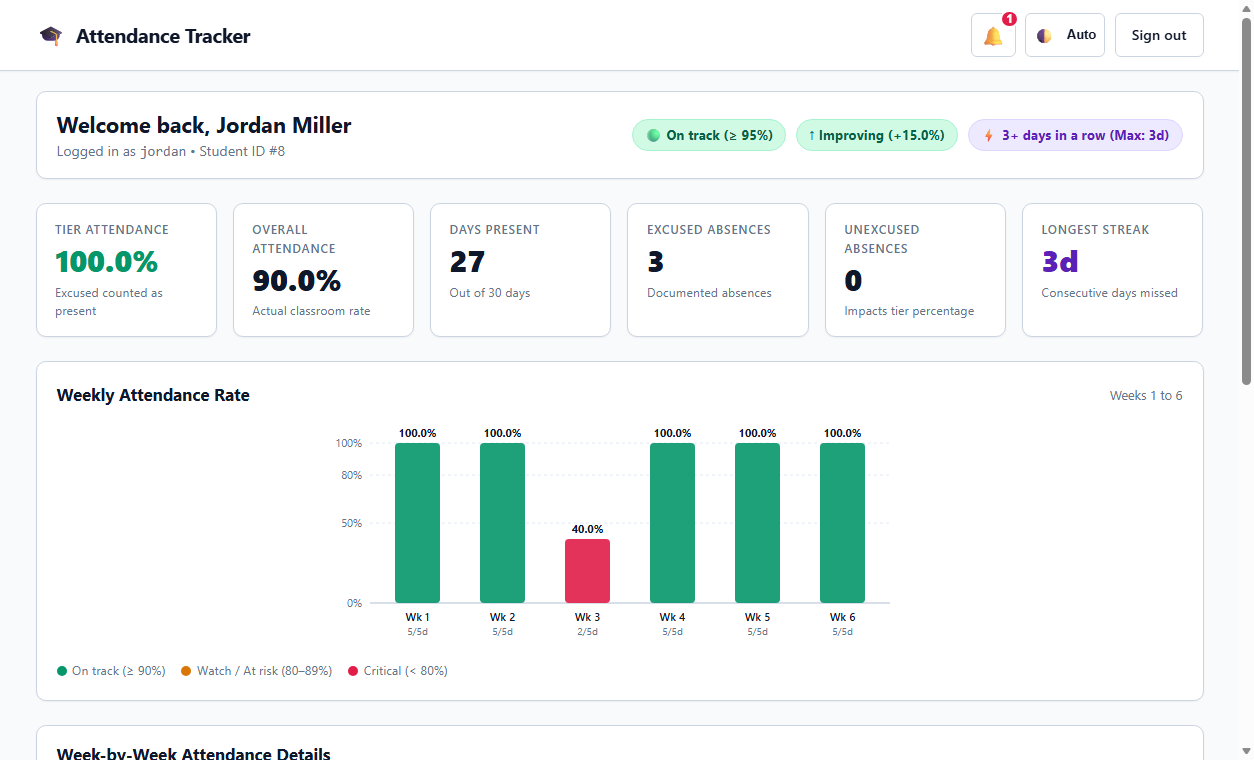 Attendance Tracker
1
Auto
Sign out
Welcome back, Jordan Miller
Logged in as jordan • Student ID #8
On track (≥ 95%)
↑ Improving (+15.0%)
3+ days in a row (Max: 3d)
TIER ATTENDANCE
100.0%
Excused counted as
present
OVERALL
ATTENDANCE
90.0%
Actual classroom rate
DAYS PRESENT
27
Out of 30 days
EXCUSED ABSENCES
3
Documented absences
UNEXCUSED
ABSENCES
0
Impacts tier percentage
LONGEST STREAK
3d
Consecutive days missed
Weekly Attendance Rate
Weeks 1 to 6
100%
80%
50%
0%
100.0%
100.0%
40.0%
100.0%
100.0%
100.0%
Wk 1
5/5d
Wk 2
5/5d
Wk 3
2/5d
Wk 4
5/5d
Wk 5
5/5d
Wk 6
5/5d
On track (≥ 90%)
Watch / At risk (80–89%)
Critical (< 80%)
Week-by-Week Attendance Details